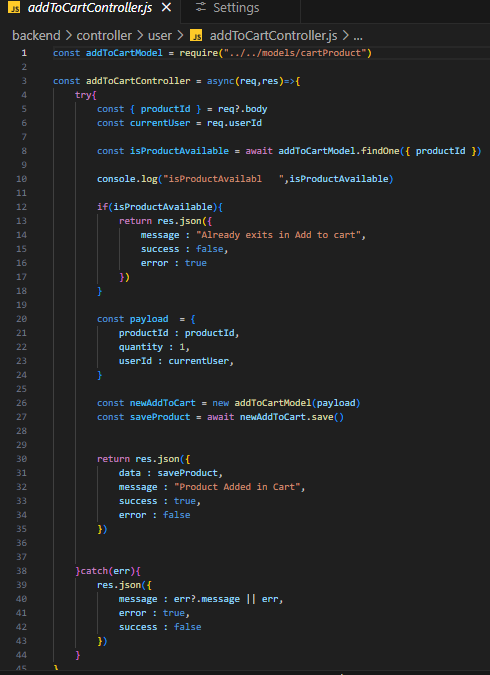 JS addToCartController.js × Settings
backend > controller > user > JS addToCartController.js > ...
1 const addToCartModel = require("../../models/cartProduct")
2
3 const addToCartController = async(req,res)=>{
4 try{
5 const { productId } = req?.body
6 const currentUser = req.userId
7
8 const isProductAvailable = await addToCartModel.findOne({ productId })
9
10 console.log("isProductAvailabl   ",isProductAvailable)
11
12 if(isProductAvailable){
13 return res.json({
14 message : "Already exits in Add to cart",
15 success : false,
16 error : true
17 })
18 }
19
20 const payload  = {
21 productId : productId,
22 quantity : 1,
23 userId : currentUser,
24 }
25
26 const newAddToCart = new addToCartModel(payload)
27 const saveProduct = await newAddToCart.save()
28
29
30 return res.json({
31 data : saveProduct,
32 message : "Product Added in Cart",
33 success : true,
34 error : false
35 })
36
37
38 }catch(err){
39 res.json({
40 message : err?.message || err,
41 error : true,
42 success : false
43 })
44 }
45 }